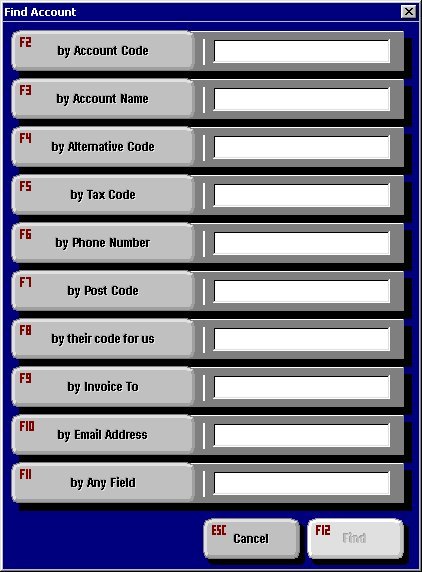 Find Account
F2 by Account Code
F3 by Account Name
F4 by Alternative Code
F5 by Tax Code
F6 by Phone Number
F7 by Post Code
F8 by their code for us
F9 by Invoice To
F10 by Email Address
F11 by Any Field
ESC Cancel F12 Find